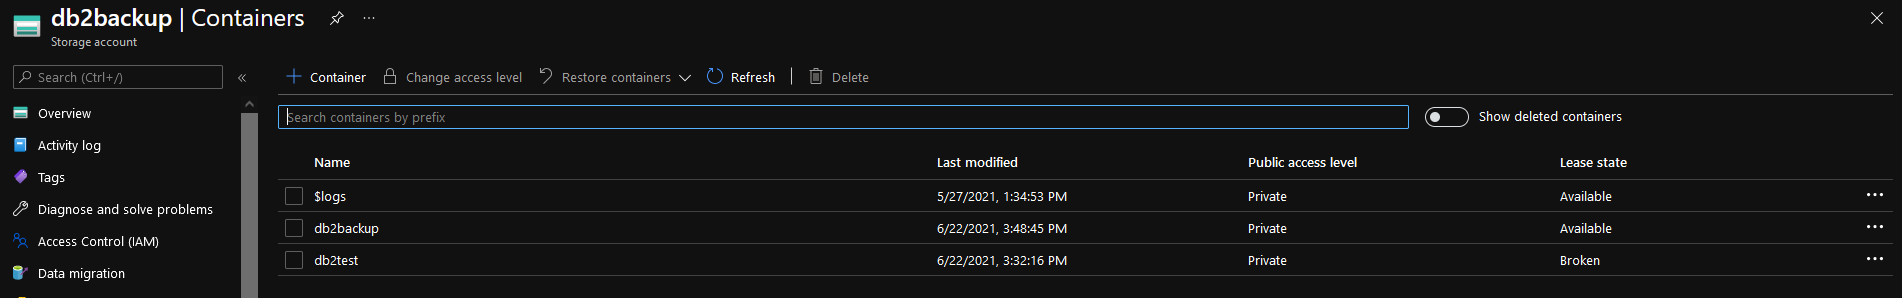 db2backup | Containers
Storage account
Search (Ctrl+/)
Overview
Activity log
Tags
Diagnose and solve problems
Access Control (IAM)
Data migration
Container Change access level Restore containers Refresh Delete
Search containers by prefix Show deleted containers
Name Last modified Public access level Lease state
$logs 5/27/2021, 1:34:53 PM Private Available
db2backup 6/22/2021, 3:48:45 PM Private Available
db2test 6/22/2021, 3:32:16 PM Private Broken